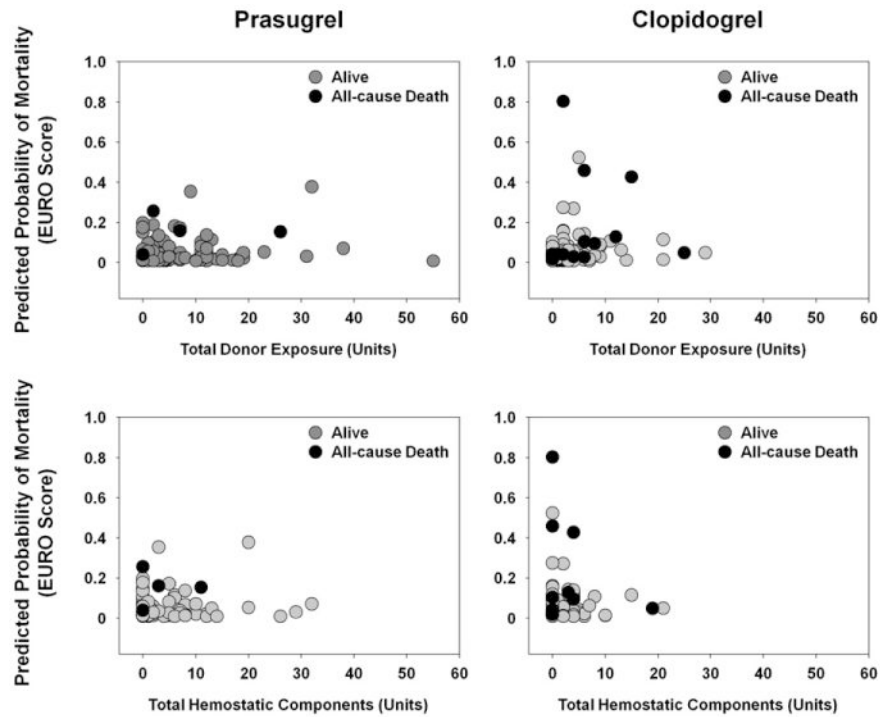 Prasugrel
Clopidogrel
Predicted Probability of Mortality
(EURO Score)
1.0
0.8
0.6
0.4
0.2
0
Alive
All-cause Death
0 10 20 30 40 50 60
Total Donor Exposure (Units)
1.0
0.8
0.6
0.4
0.2
0
Alive
All-cause Death
0 10 20 30 40 50 60
Total Donor Exposure (Units)
Predicted Probability of Mortality
(EURO Score)
1.0
0.8
0.6
0.4
0.2
0
Alive
All-cause Death
0 10 20 30 40 50 60
Total Hemostatic Components (Units)
1.0
0.8
0.6
0.4
0.2
0
Alive
All-cause Death
0 10 20 30 40 50 60
Total Hemostatic Components (Units)